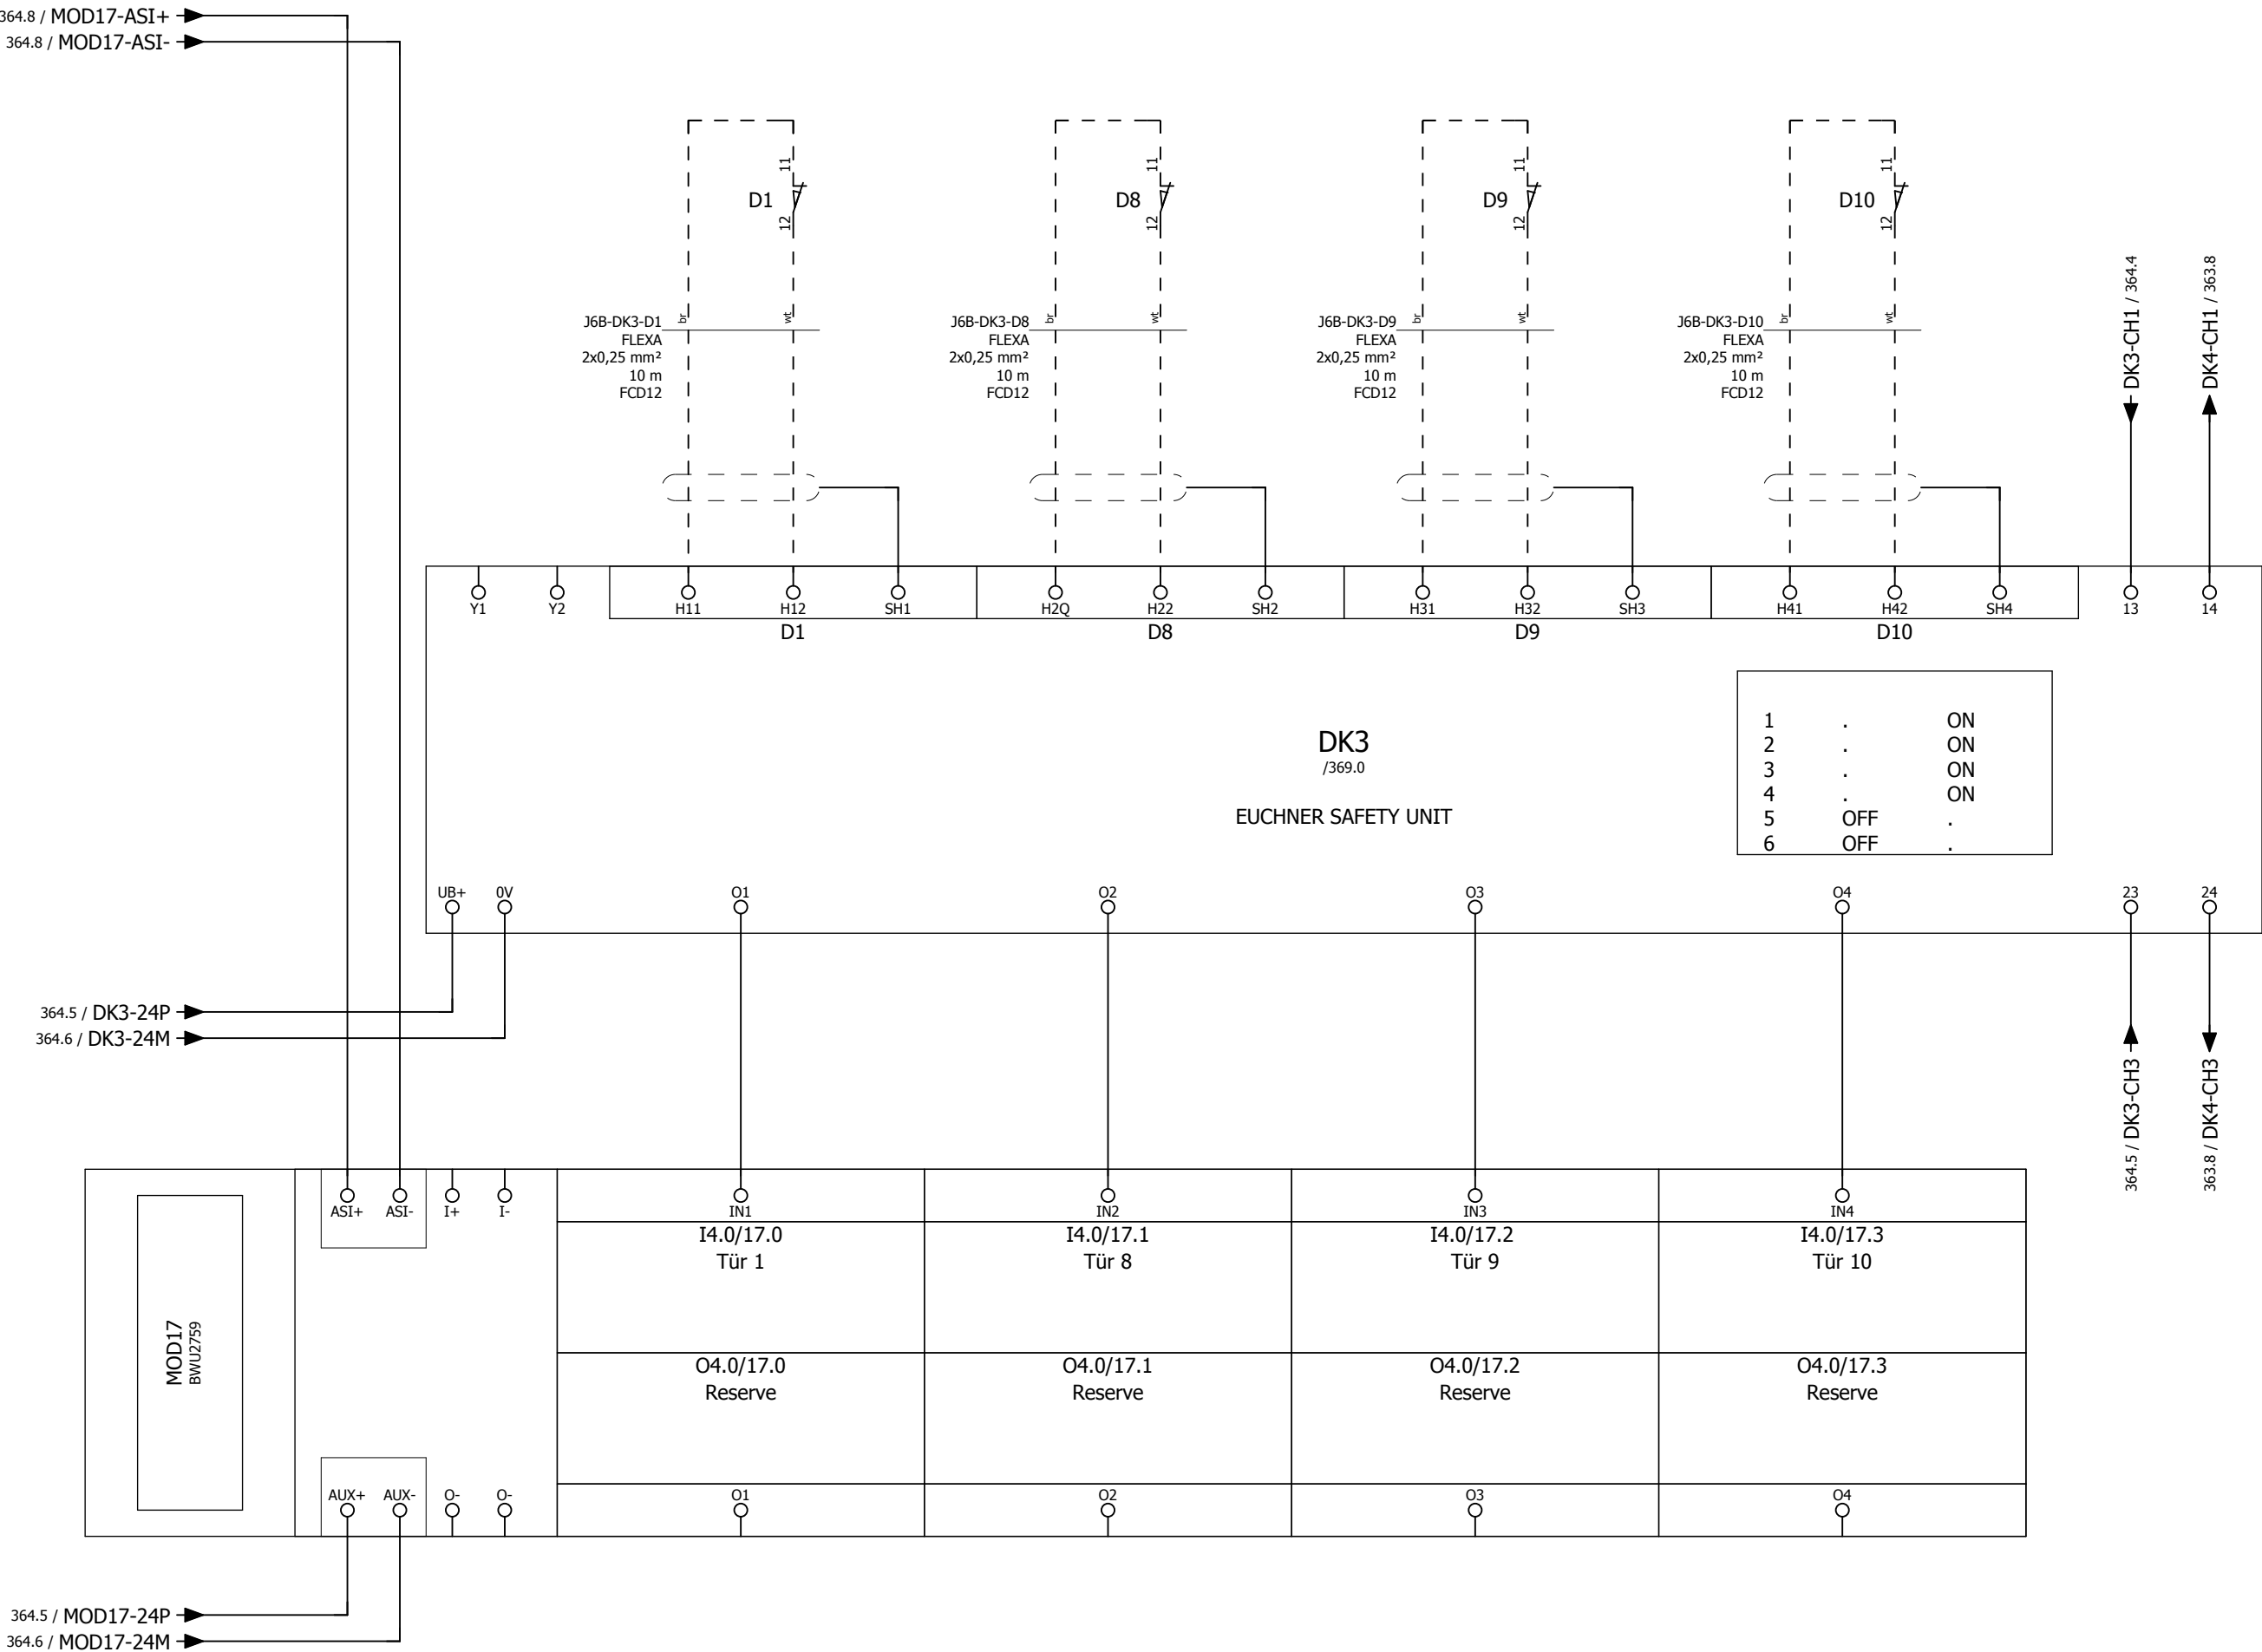 364.8 / MOD17-ASI+
364.8 / MOD17-ASI-
11
D1
12
11
D8
12
11
D9
12
11
D10
12
J6B-DK3-D1
FLEXA
2x0,25 mm²
10 m
FCD12
br
wt
J6B-DK3-D8
FLEXA
2x0,25 mm²
10 m
FCD12
br
wt
J6B-DK3-D9
FLEXA
2x0,25 mm²
10 m
FCD12
br
wt
J6B-DK3-D10
FLEXA
2x0,25 mm²
10 m
FCD12
br
wt
DK3-CH1 / 364.4
DK4-CH1 / 363.8
Y1 Y2 H11 H12 SH1 H2Q H22 SH2 H31 H32 SH3 H41 H42 SH4 13 14
D1 D8 D9 D10
DK3
/369.0
EUCHNER SAFETY UNIT
1 . ON
2 . ON
3 . ON
4 . ON
5 OFF .
6 OFF .
UB+ 0V O1 O2 O3 O4 23 24
364.5 / DK3-24P
364.6 / DK3-24M
364.5 / DK3-CH3
363.8 / DK4-CH3
ASI+ ASI- I+ I- IN1 IN2 IN3 IN4
I4.0/17.0 I4.0/17.1 I4.0/17.2 I4.0/17.3
Tür 1 Tür 8 Tür 9 Tür 10
MOD17
BWU2759
O4.0/17.0 O4.0/17.1 O4.0/17.2 O4.0/17.3
Reserve Reserve Reserve Reserve
AUX+ AUX- O- O- O1 O2 O3 O4
364.5 / MOD17-24P
364.6 / MOD17-24M